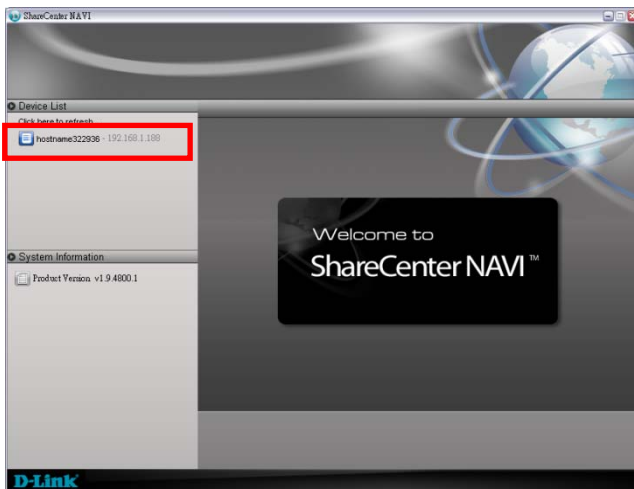 ShareCenter NAVI
Device List
Click here to refresh
hostname322936 - 192.168.1.188
Welcome to
ShareCenter NAVI™
System Information
Product Version v1.9.4800.1
D-Link